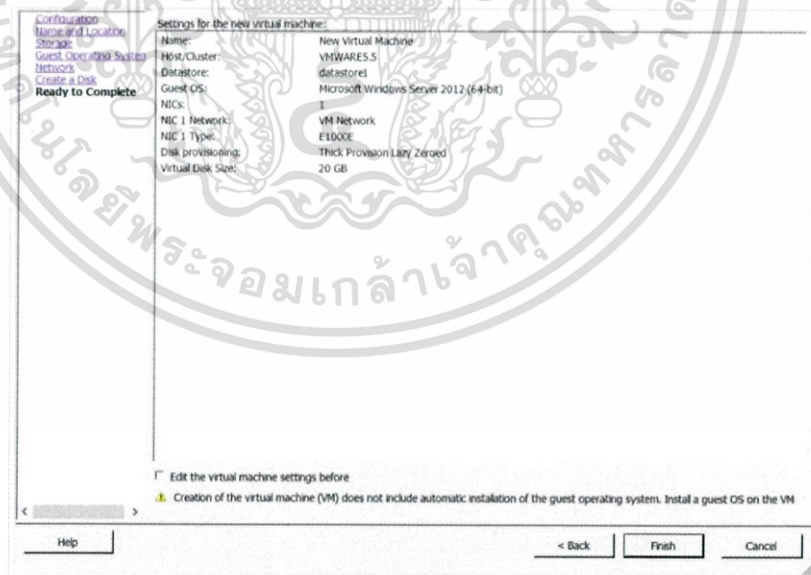 Configuration
Name and Location
Storage
Guest Operating System
Network
Create a Disk
Ready to Complete
Settings for the new virtual machine:
Name: New Virtual Machine
Host/Cluster: VMWARE5.5
Datastore: datastore1
Guest OS: Microsoft Windows Server 2012 (64-bit)
NICs: 1
NIC 1 Network: VM Network
NIC 1 Type: E1000E
Disk provisioning: Thick Provision Lazy Zeroed
Virtual Disk Size: 20 GB
พระจอมเกล้าเจ้าคุณทหารลาด
Edit the virtual machine settings before
Creation of the virtual machine (VM) does not include automatic installation of the guest operating system. Install a guest OS on the VM
< >
Help
< Back
Finish
Cancel